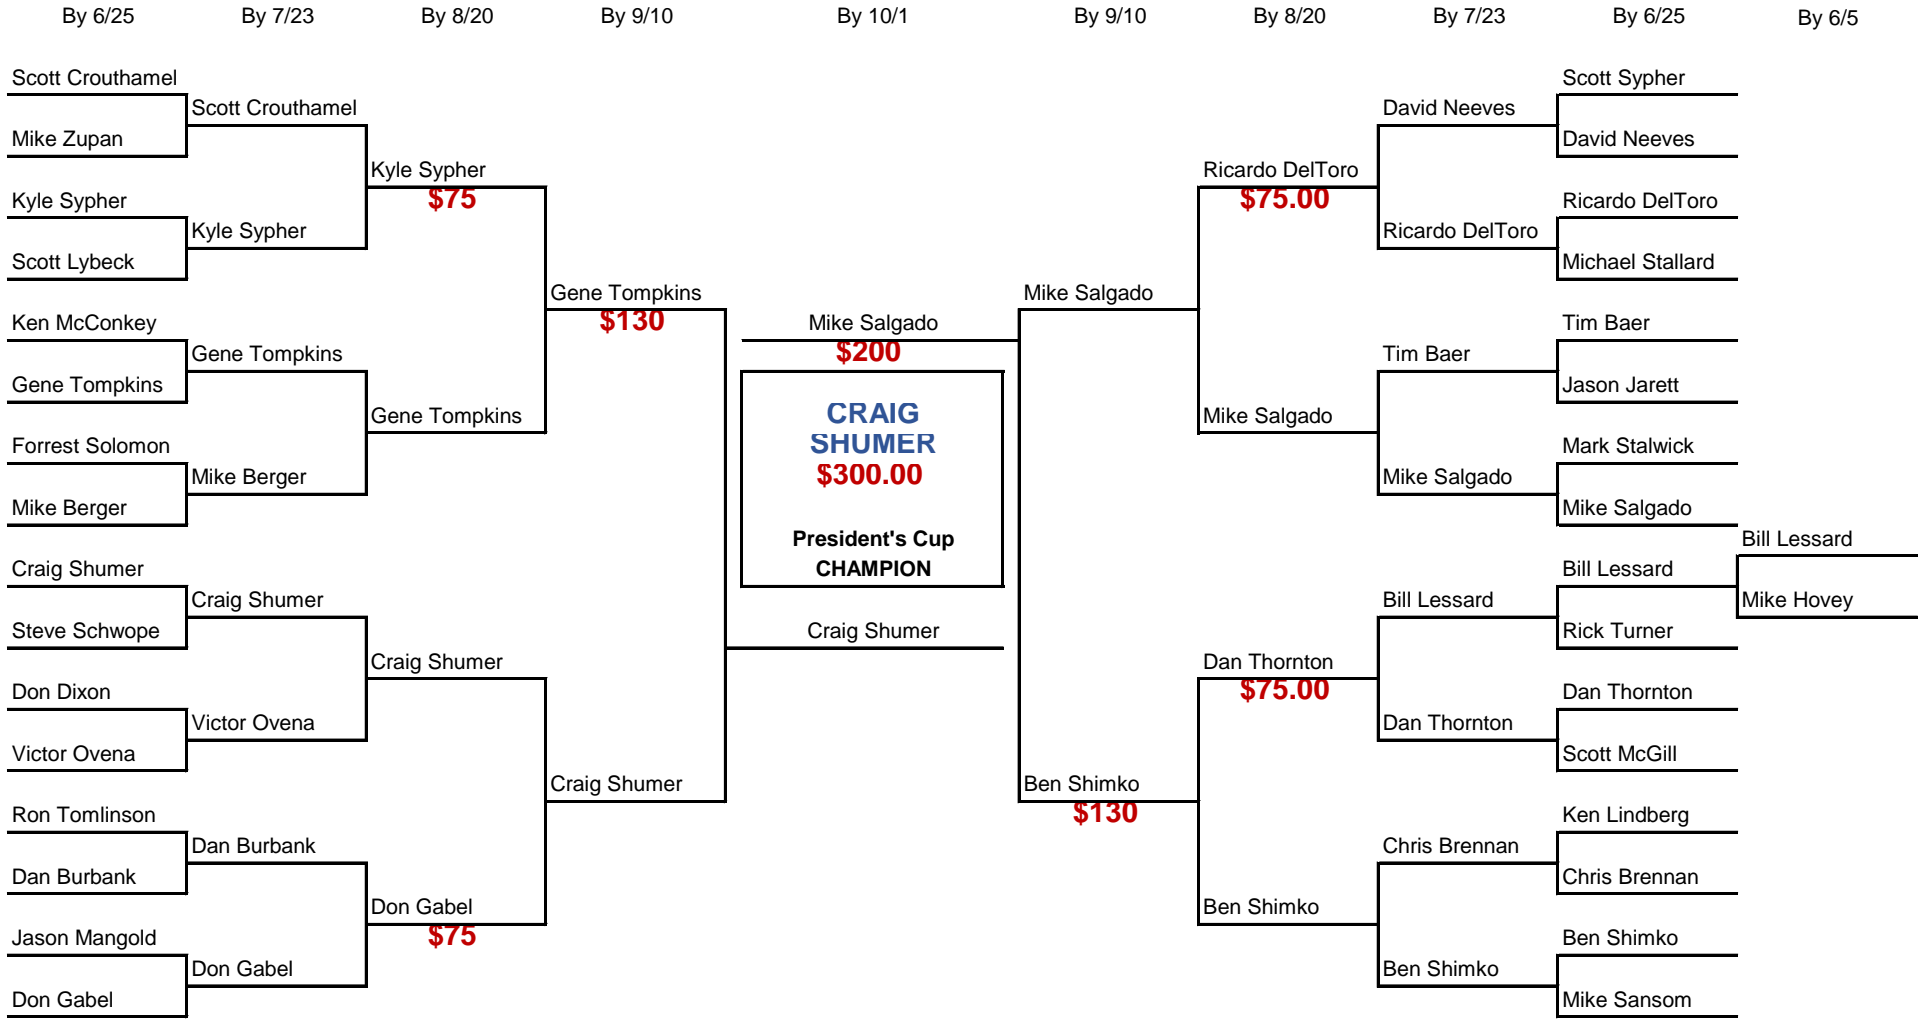 By 6/25 By 7/23 By 8/20 By 9/10 By 10/1 By 9/10 By 8/20 By 7/23 By 6/25 By 6/5
Scott Crouthamel Scott Sypher
Scott Crouthamel David Neeves
Mike Zupan David Neeves
Kyle Sypher Ricardo DelToro
$75 $75.00
Kyle Sypher Ricardo DelToro
Kyle Sypher Ricardo DelToro
Scott Lybeck Michael Stallard
Gene Tompkins Mike Salgado
$130
Ken McConkey Mike Salgado Tim Baer
Gene Tompkins $200 Tim Baer
Gene Tompkins Jason Jarett
Gene Tompkins CRAIG Mike Salgado
Forrest Solomon SHUMER Mark Stalwick
Mike Berger $300.00 Mike Salgado
Mike Berger Mike Salgado
President's Cup Bill Lessard
Craig Shumer CHAMPION Bill Lessard
Craig Shumer Bill Lessard Mike Hovey
Steve Schwope Craig Shumer Rick Turner
Craig Shumer Dan Thornton
Don Dixon $75.00 Dan Thornton
Victor Ovena Dan Thornton
Victor Ovena Scott McGill
Craig Shumer Ben Shimko
Ron Tomlinson $130 Ken Lindberg
Dan Burbank Chris Brennan
Dan Burbank Chris Brennan
Don Gabel Ben Shimko
Jason Mangold $75 Ben Shimko
Don Gabel Ben Shimko
Don Gabel Mike Sansom